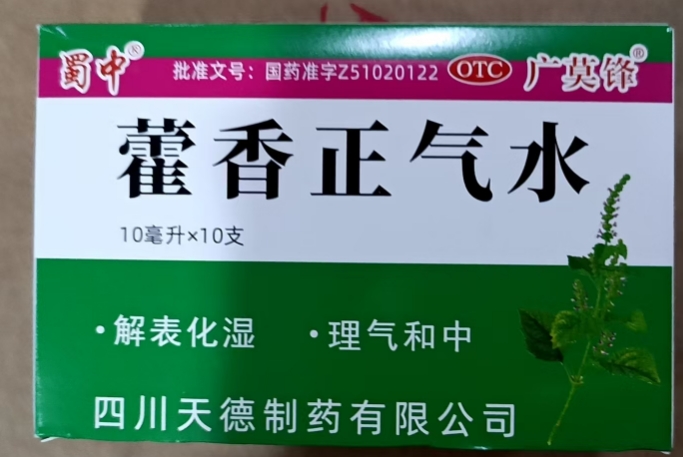 蜀中® 批准文号：国药准字Z51020122 OTC 广莫锋®
藿香正气水
10毫升×10支
·解表化湿 ·理气和中
四川天德制药有限公司